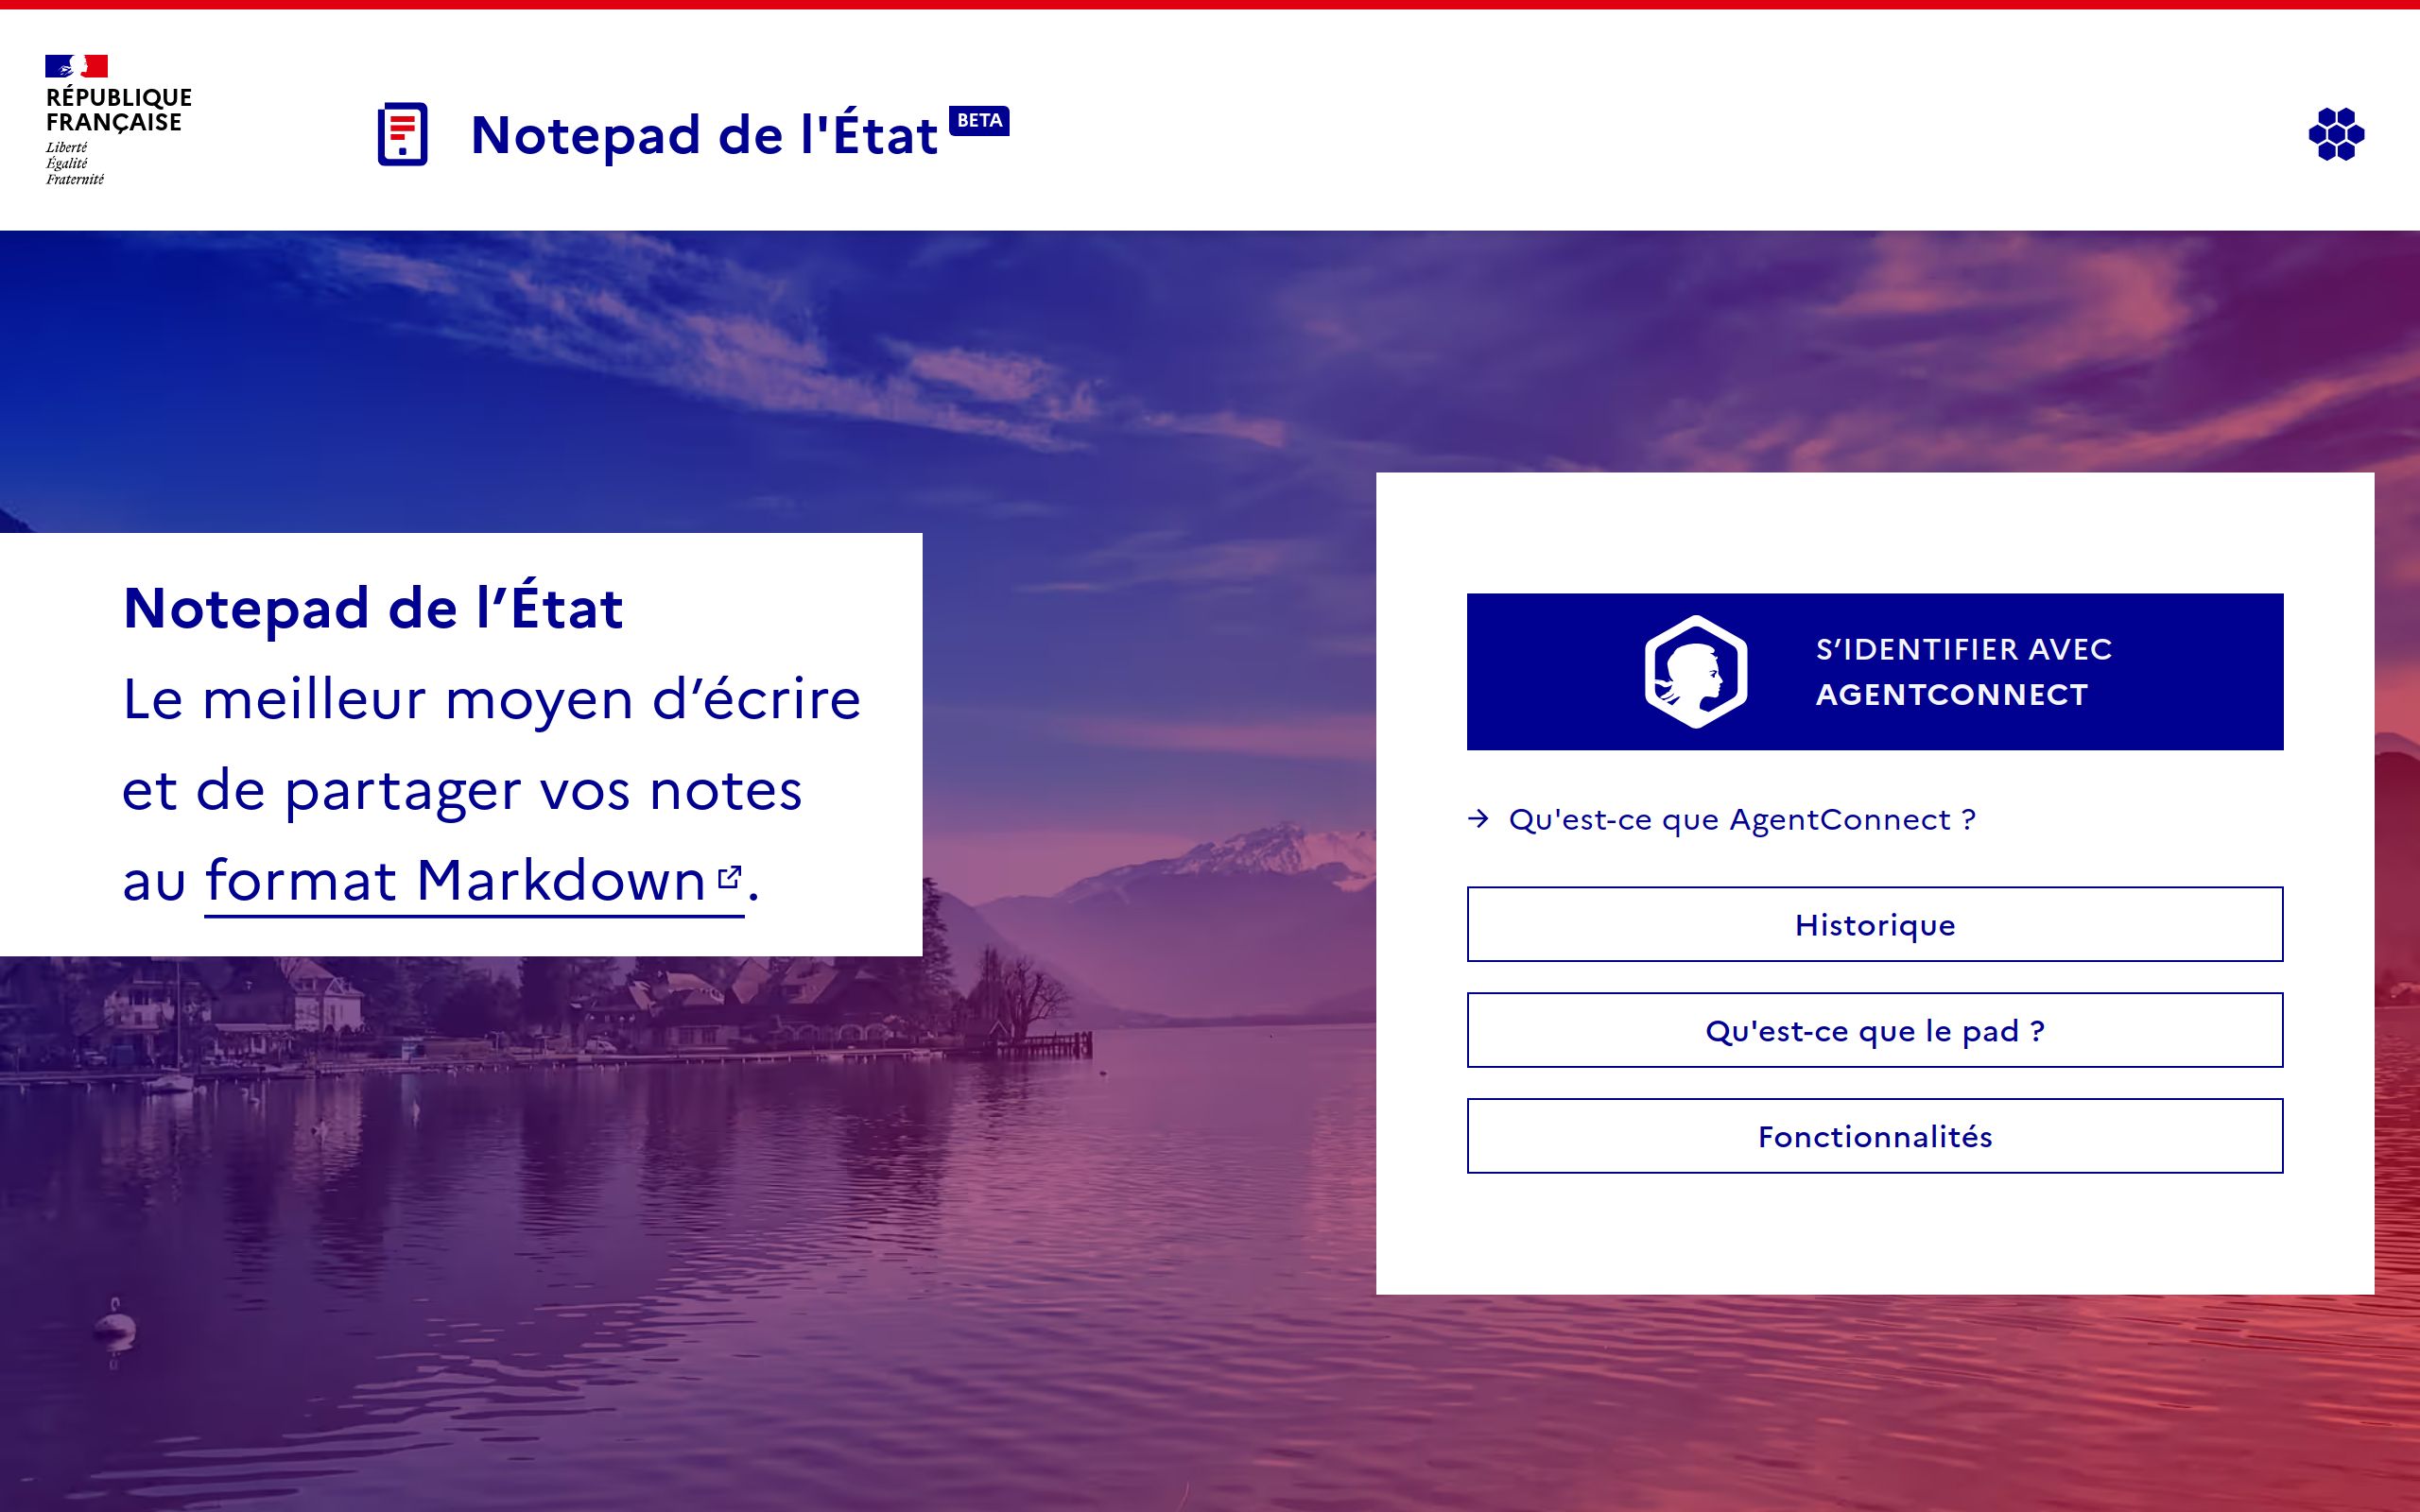 RÉPUBLIQUE
FRANÇAISE
Liberté
Égalité
Fraternité
Notepad de l'État BETA
Notepad de l’État
Le meilleur moyen d’écrire
et de partager vos notes
au format Markdown.
S’IDENTIFIER AVEC
AGENTCONNECT
Qu'est-ce que AgentConnect ?
Historique
Qu'est-ce que le pad ?
Fonctionnalités